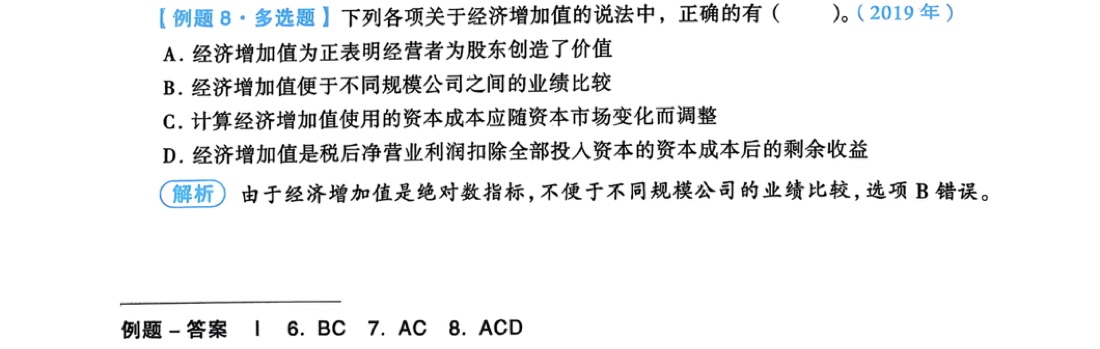 【例题8·多选题】下列各项关于经济增加值的说法中，正确的有（　　）。（2019年）
A. 经济增加值为正表明经营者为股东创造了价值
B. 经济增加值便于不同规模公司之间的业绩比较
C. 计算经济增加值使用的资本成本应随资本市场变化而调整
D. 经济增加值是税后净营业利润扣除全部投入资本的资本成本后的剩余收益
解析 由于经济增加值是绝对数指标，不便于不同规模公司的业绩比较，选项 B 错误。
例题－答案 | 6. BC 7. AC 8. ACD